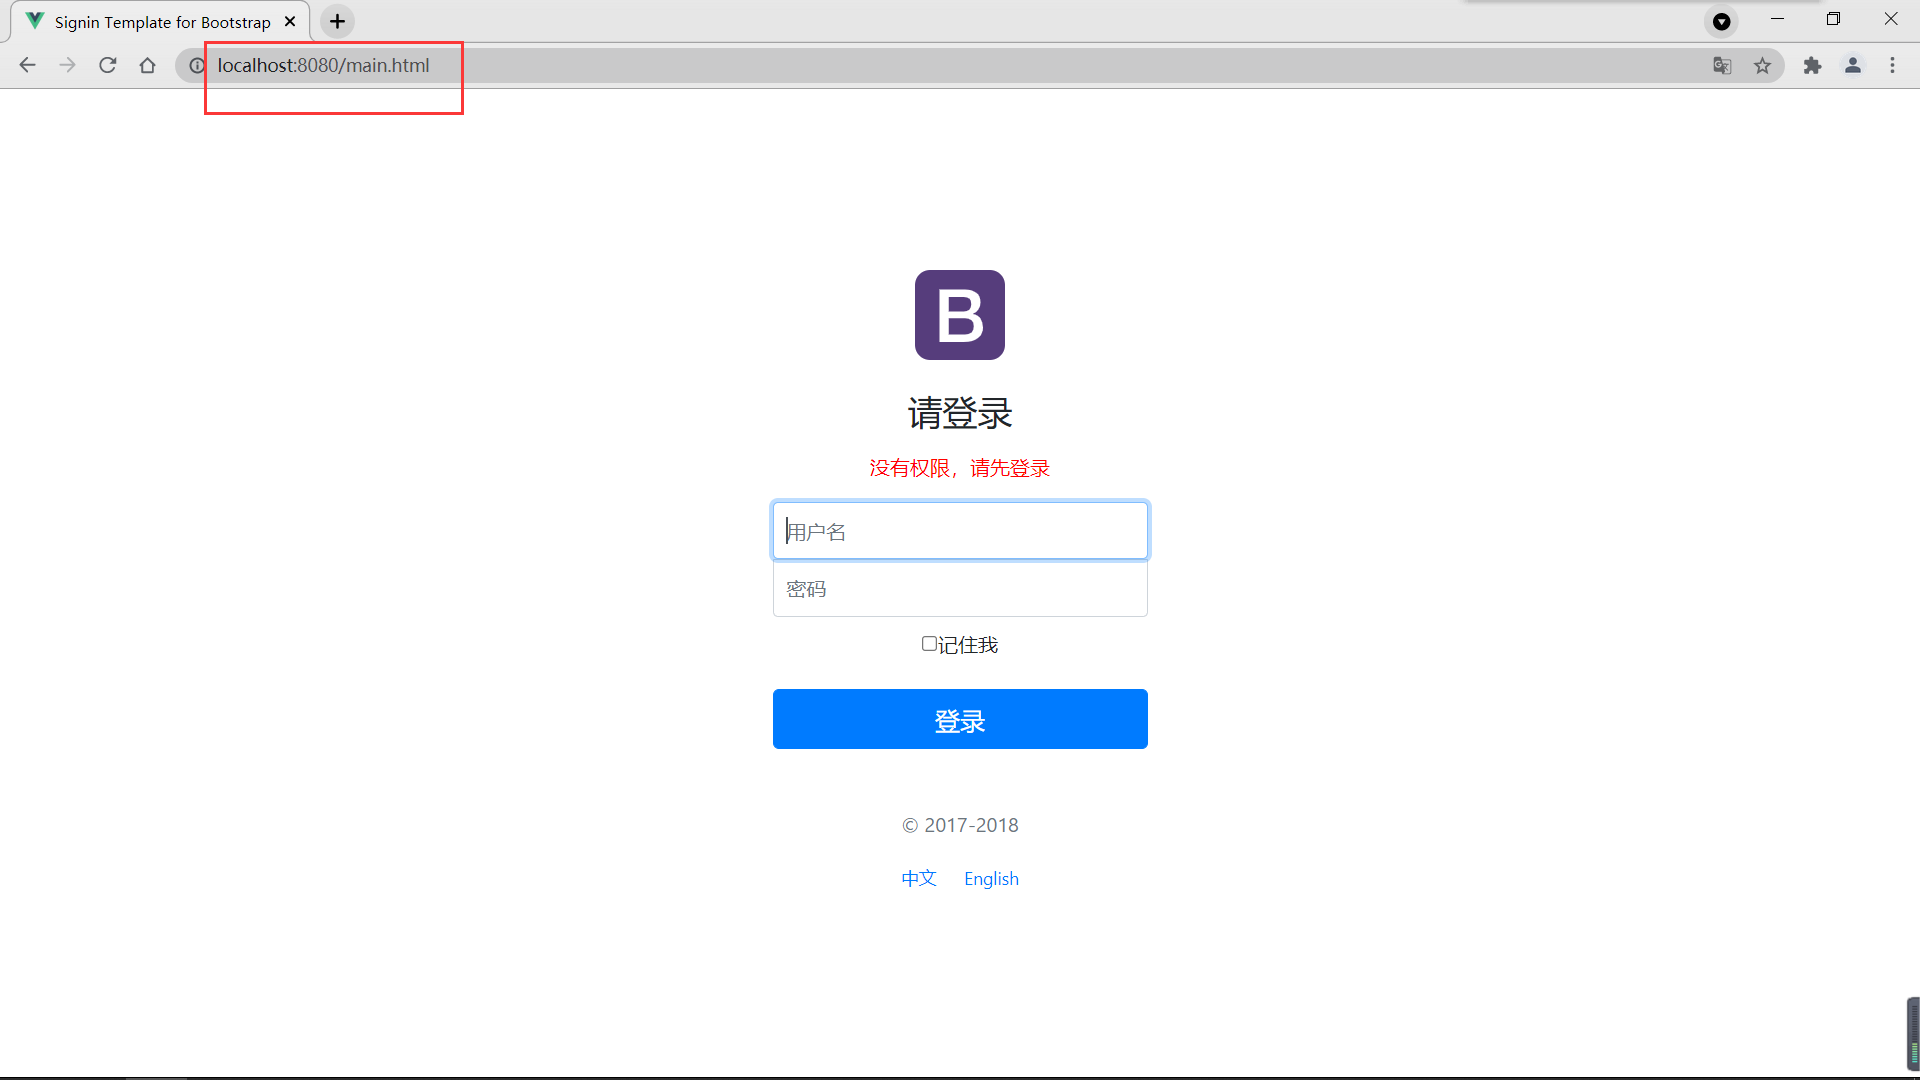 Signin Template for Bootstrap
localhost:8080/main.html
B
请登录
没有权限，请先登录
用户名
密码
记住我
登录
© 2017-2018
中文 English